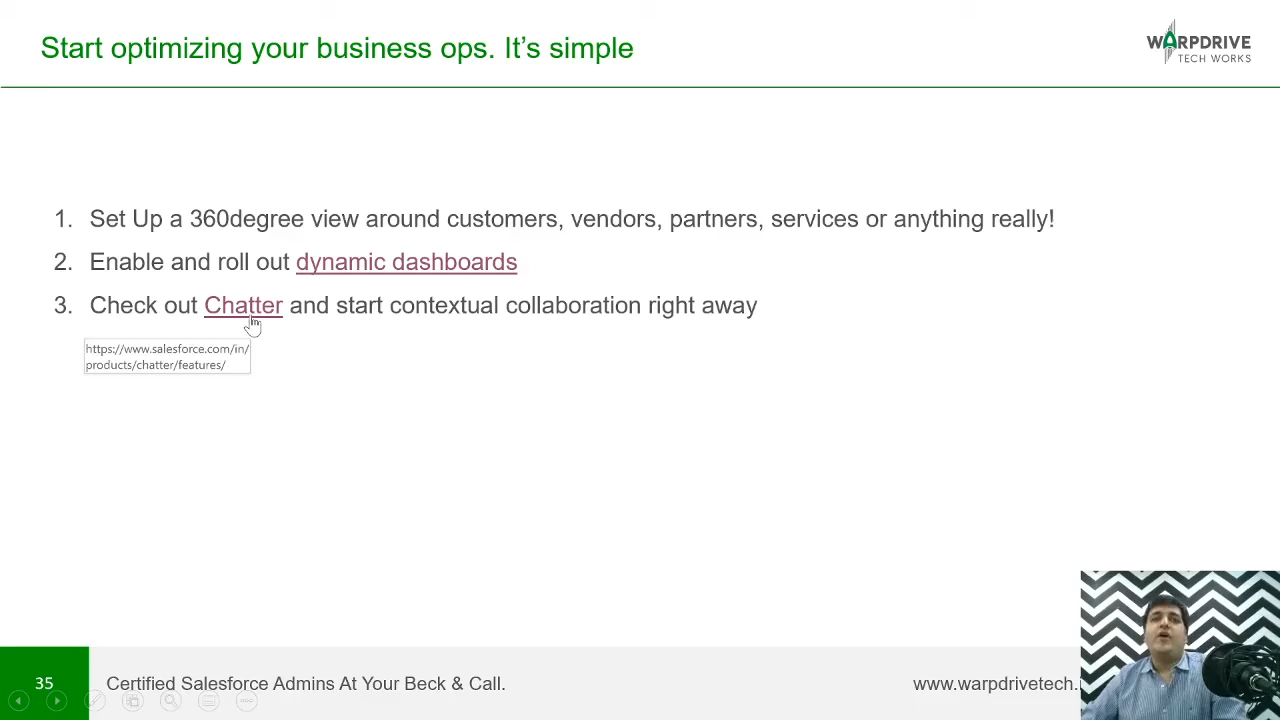 Start optimizing your business ops. It's simple
WARPDRIVE
TECH WORKS
1. Set Up a 360degree view around customers, vendors, partners, services or anything really!
2. Enable and roll out dynamic dashboards
3. Check out Chatter and start contextual collaboration right away
https://www.salesforce.com/in/
products/chatter/features/
35
Certified Salesforce Admins At Your Beck & Call.
www.warpdrivetech.